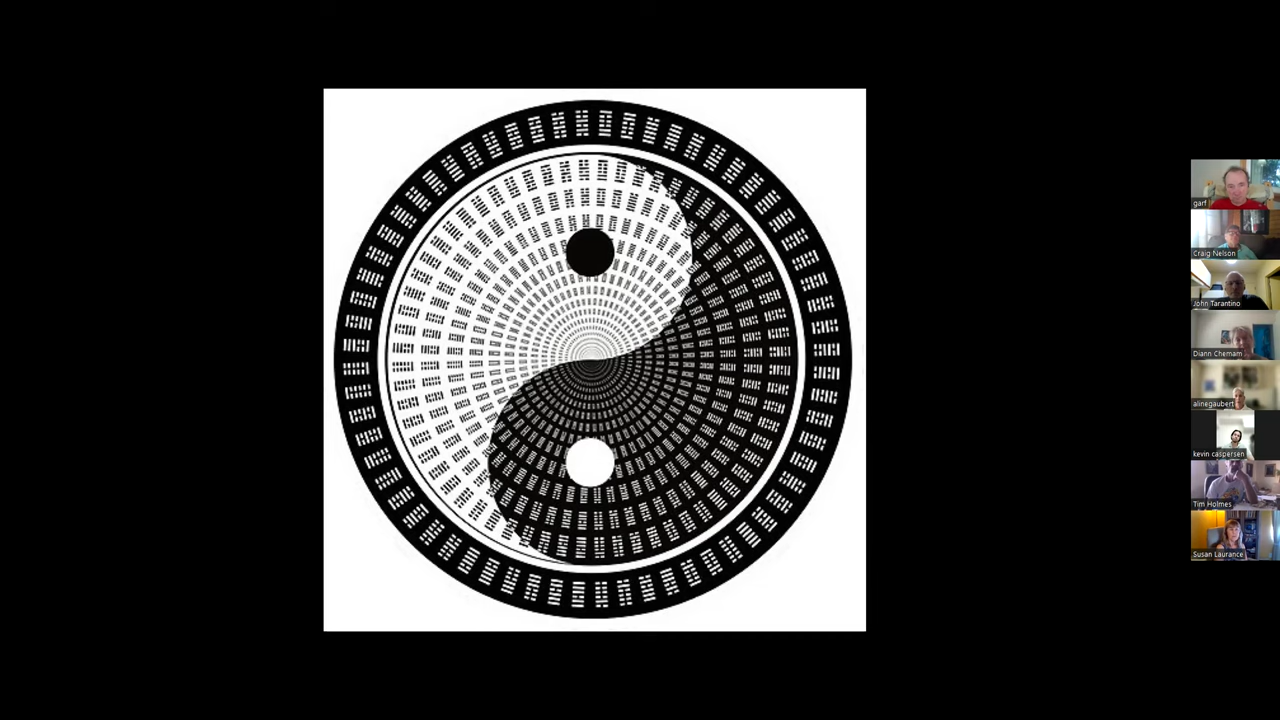 garf
Craig Nelson
John Tarantino
Diann Chemam
alinegaubert
kevin caspersen
Tim Holmes
Susan Laurance